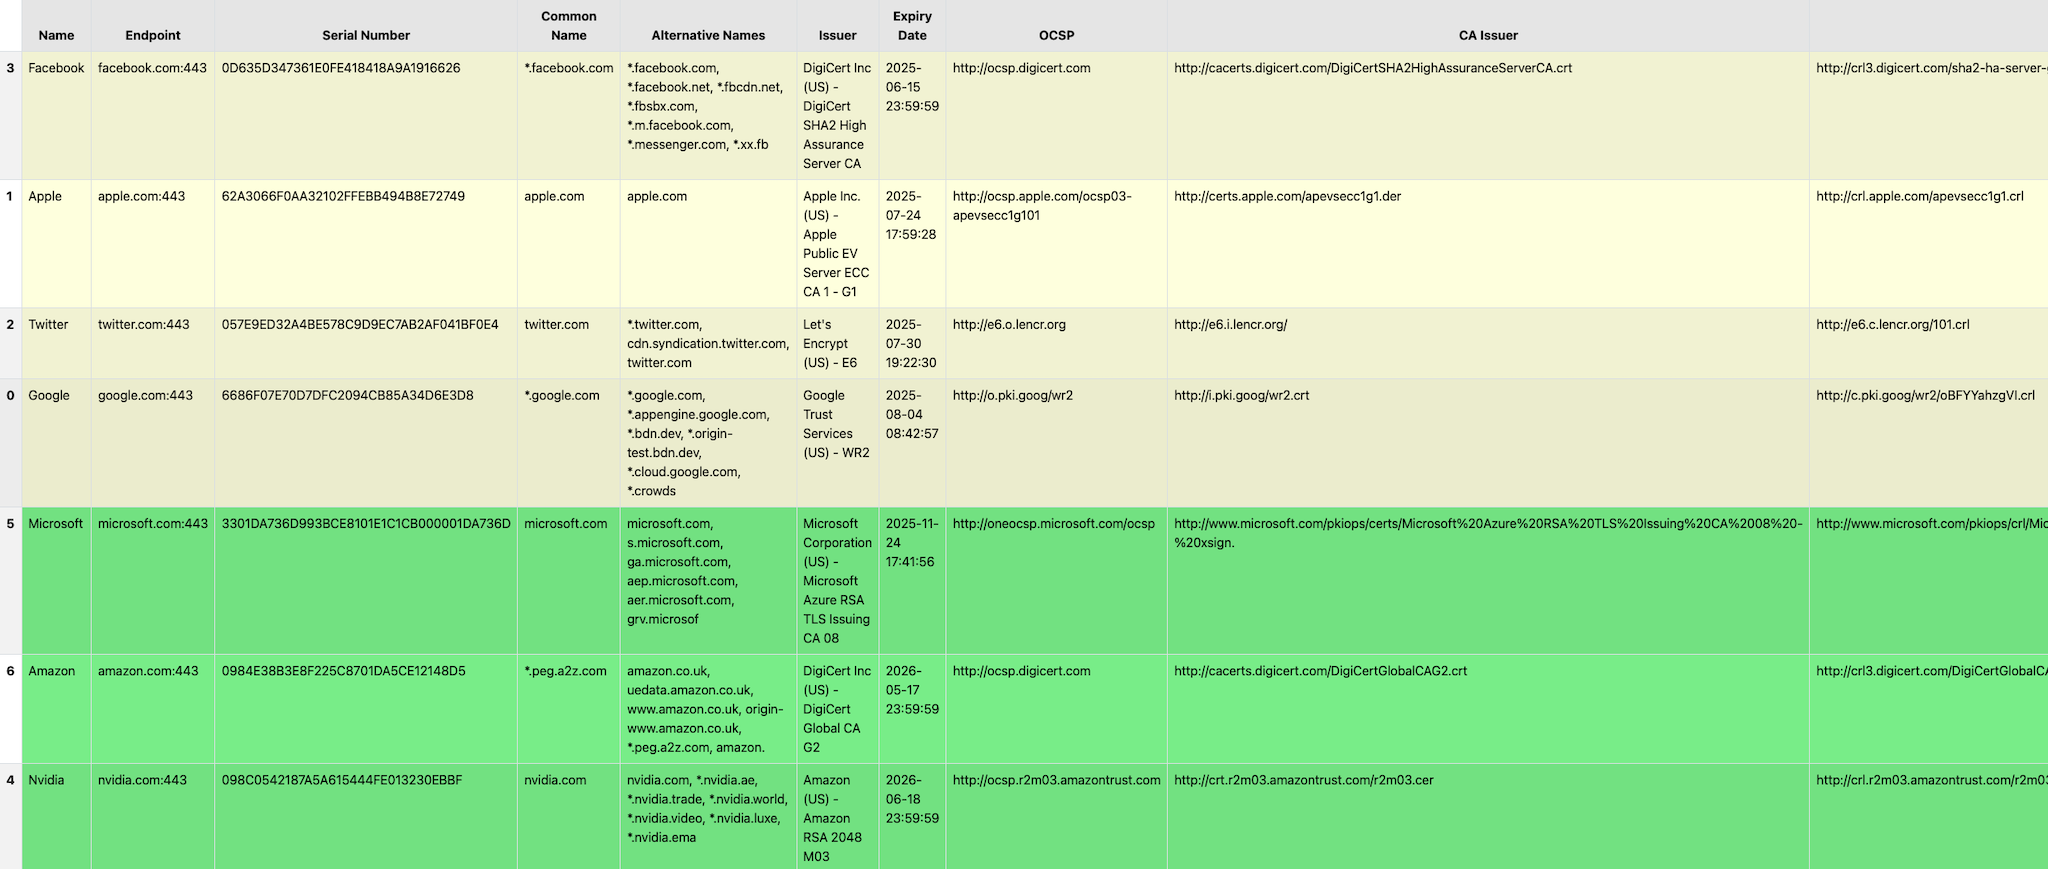 Name Endpoint Serial Number Common Name Alternative Names Issuer Expiry Date OCSP CA Issuer
3 Facebook facebook.com:443 0D635D347361E0FE418418A9A1916626 *.facebook.com *.facebook.com, DigiCert Inc 2025- http://ocsp.digicert.com http://cacerts.digicert.com/DigiCertSHA2HighAssuranceServerCA.crt http://crl3.digicert.com/sha2-ha-server-
*.facebook.net, *.fbcdn.net, (US) - 06-15
*.fbsbx.com, DigiCert 23:59:59
*.m.facebook.com, SHA2 High
*.messenger.com, *.xx.fb Assurance
Server CA
1 Apple apple.com:443 62A3066F0AA32102FFEBB494B8E72749 apple.com apple.com Apple Inc. 2025- http://ocsp.apple.com/ocsp03- http://certs.apple.com/apevsecc1g1.der http://crl.apple.com/apevsecc1g1.crl
(US) - 07-24 apevsecc1g101
Apple 17:59:28
Public EV
Server ECC
CA 1 - G1
2 Twitter twitter.com:443 057E9ED32A4BE578C9D9EC7AB2AF041BF0E4 twitter.com *.twitter.com, Let's 2025- http://e6.o.lencr.org http://e6.i.lencr.org/ http://e6.c.lencr.org/101.crl
cdn.syndication.twitter.com, Encrypt 07-30
twitter.com (US) - E6 19:22:30
0 Google google.com:443 6686F07E70D7DFC2094CB85A34D6E3D8 *.google.com *.google.com, Google 2025- http://o.pki.goog/wr2 http://i.pki.goog/wr2.crt http://c.pki.goog/wr2/oBFYYahzgVI.crl
*.appengine.google.com, Trust 08-04
*.bdn.dev, *.origin- Services 08:42:57
test.bdn.dev, (US) - WR2
*.cloud.google.com,
*.crowds
5 Microsoft microsoft.com:443 3301DA736D993BCE8101E1C1CB000001DA736D microsoft.com microsoft.com, Microsoft 2025-11- http://oneocsp.microsoft.com/ocsp http://www.microsoft.com/pkiops/certs/Microsoft%20Azure%20RSA%20TLS%20Issuing%20CA%2008%20- http://www.microsoft.com/pkiops/crl/Mic
s.microsoft.com, Corporation 24 %20xsign.
ga.microsoft.com, (US) - 17:41:56
aep.microsoft.com, Microsoft
aer.microsoft.com, Azure RSA
grv.microsof TLS Issuing
CA 08
6 Amazon amazon.com:443 0984E38B3E8F225C8701DA5CE12148D5 *.peg.a2z.com amazon.co.uk, DigiCert Inc 2026- http://ocsp.digicert.com http://cacerts.digicert.com/DigiCertGlobalCAG2.crt http://crl3.digicert.com/DigiCertGlobalCA
uedata.amazon.co.uk, (US) - 05-17
www.amazon.co.uk, origin- DigiCert 23:59:59
www.amazon.co.uk, Global CA
*.peg.a2z.com, amazon. G2
4 Nvidia nvidia.com:443 098C0542187A5A615444FE013230EBBF nvidia.com nvidia.com, *.nvidia.ae, Amazon 2026- http://ocsp.r2m03.amazontrust.com http://crt.r2m03.amazontrust.com/r2m03.cer http://crl.r2m03.amazontrust.com/r2m03
*.nvidia.trade, *.nvidia.world, (US) - 06-18
*.nvidia.video, *.nvidia.luxe, Amazon 23:59:59
*.nvidia.ema RSA 2048
M03